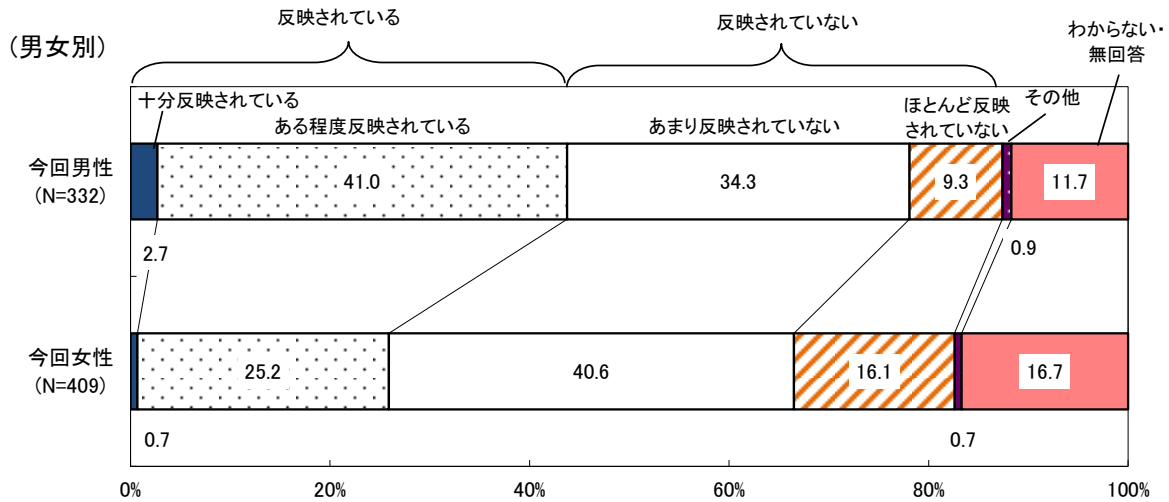 (男女別)
反映されている
反映されていない
わからない・
無回答
十分反映されている
ある程度反映されている
あまり反映されていない
ほとんど反映
されていない
その他
今回男性
(N=332)
41.0
34.3
9.3
11.7
2.7
0.9
今回女性
(N=409)
25.2
40.6
16.1
16.7
0.7
0.7
0%
20%
40%
60%
80%
100%